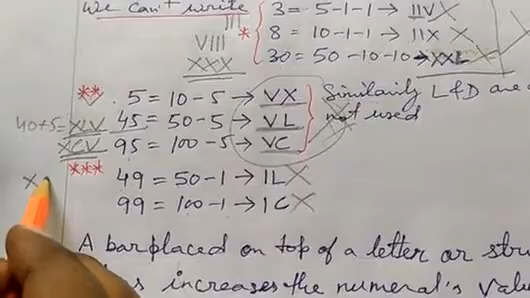 We can't write
III
VIII
XXX
3 = 5-1-1 → IIV X
* 8 = 10-1-1 → IIX X
30 = 50-10-10 → XXL X
** 5 = 10-5 → VX
40+5 = XLV 45 = 50-5 → VL
XCV 95 = 100-5 → VC
Similarily L&D are
not used
*** 49 = 50-1 → IL X
X
99 = 100-1 → IC X
A bar placed on top of a letter or
increases the numeral's